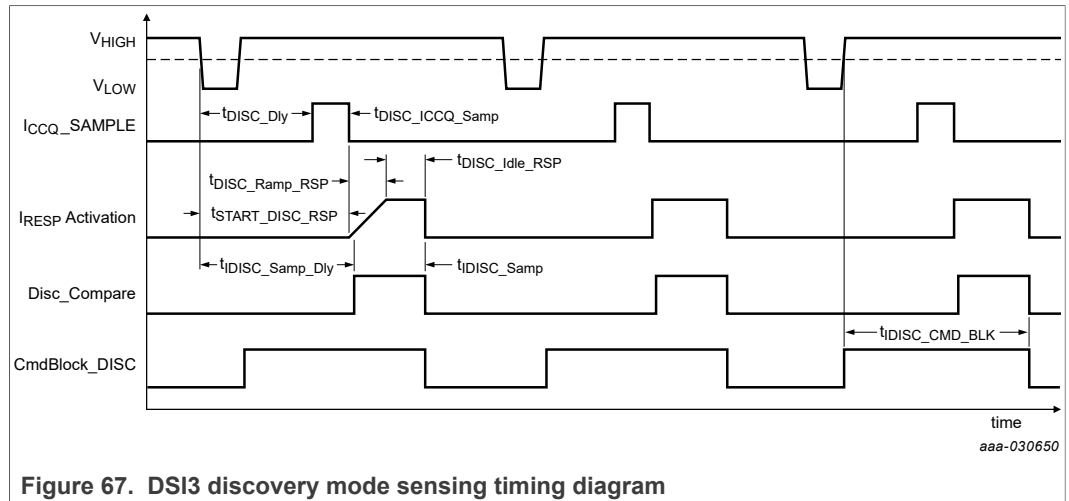 VHIGH
VLOW
ICCQ_SAMPLE
tDISC_Dly
tDISC_ICCQ_Samp
tDISC_Idle_RSP
tDISC_Ramp_RSP
IRESP Activation
tSTART_DISC_RSP
tIDISC_Samp_Dly
tIDISC_Samp
Disc_Compare
tIDISC_CMD_BLK
CmdBlock_DISC
time
aaa-030650
Figure 67. DSI3 discovery mode sensing timing diagram